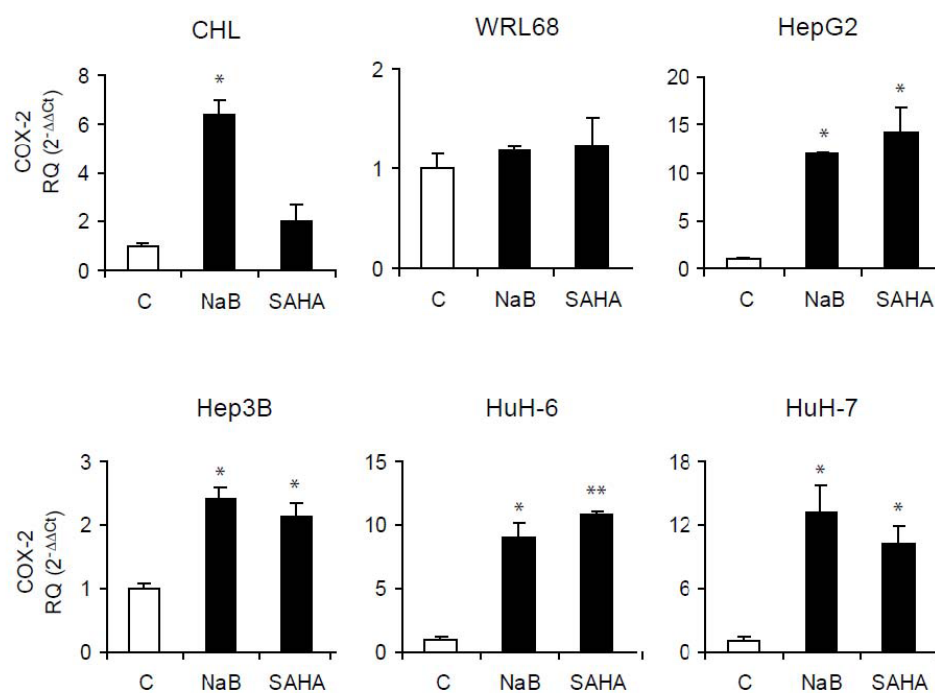 CHL
COX-2
RQ (2^-ΔΔCt)
8
6
4
2
0
*
C NaB SAHA
WRL68
2
1
0
C NaB SAHA
HepG2
20
15
10
5
0
* *
C NaB SAHA
Hep3B
COX-2
RQ (2^-ΔΔCt)
3
2
1
0
* *
C NaB SAHA
HuH-6
15
10
5
0
* **
C NaB SAHA
HuH-7
18
12
6
0
* *
C NaB SAHA